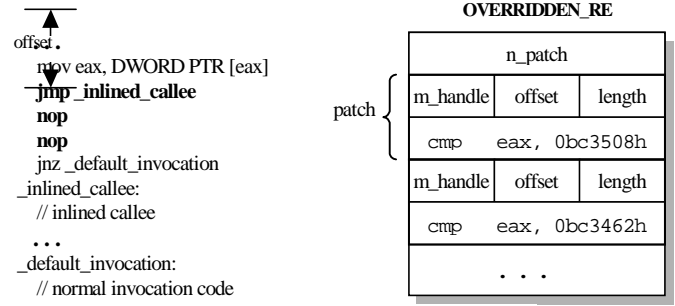 offset
...
mov eax, DWORD PTR [eax]
jmp _inlined_callee
nop
nop
jnz _default_invocation
_inlined_callee:
// inlined callee
...
_default_invocation:
// normal invocation code
OVERRIDDEN_RE
n_patch
patch
m_handle offset length
cmp eax, 0bc3508h
m_handle offset length
cmp eax, 0bc3462h
...